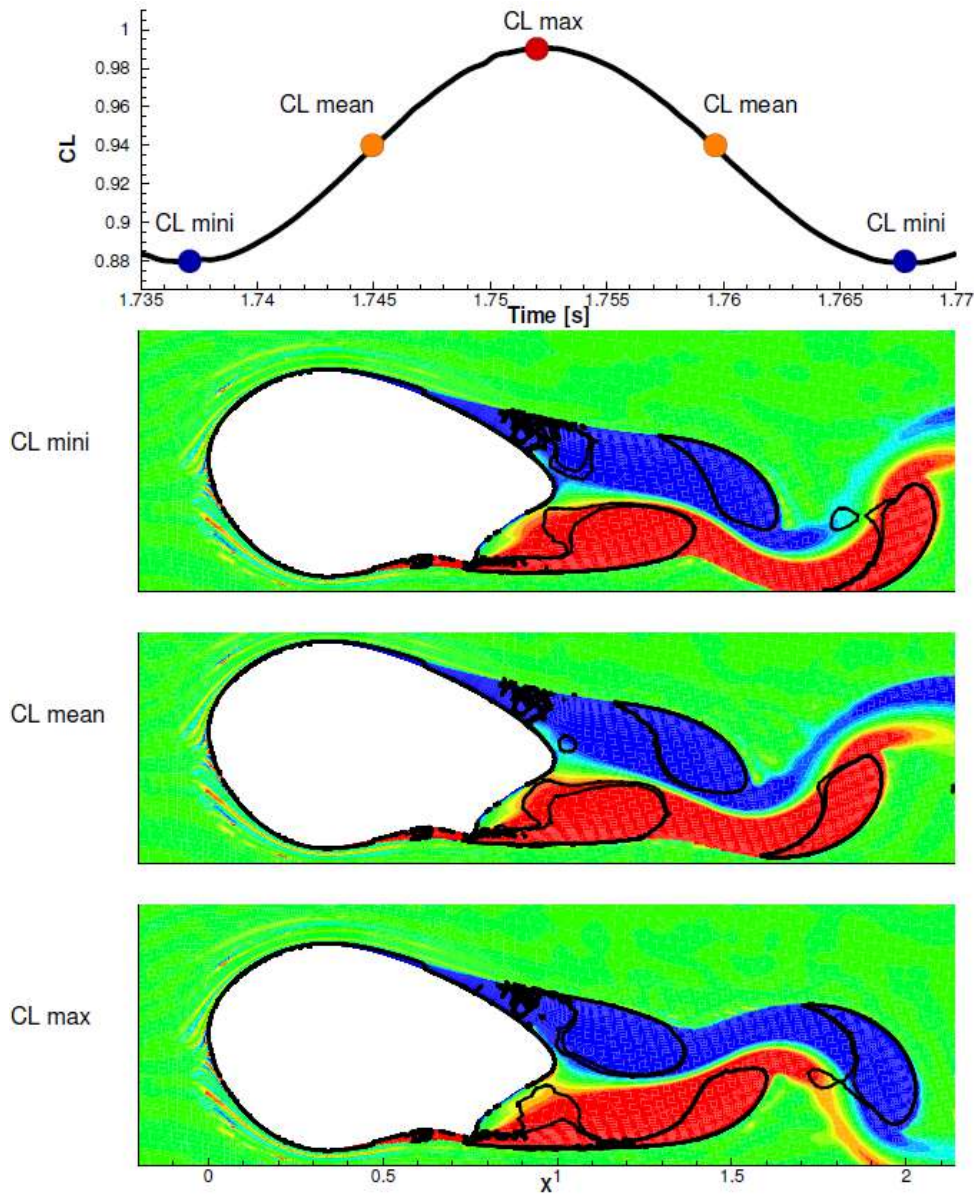 1
CL max
0.98
CL mean
CL mean
0.96
CL
0.94
0.92
CL mini
CL mini
0.9
0.88
1.735 1.74 1.745 1.75 1.755 1.76 1.765 1.77
Time [s]
CL mini
CL mean
CL max
0 0.5 1 1.5 2
X